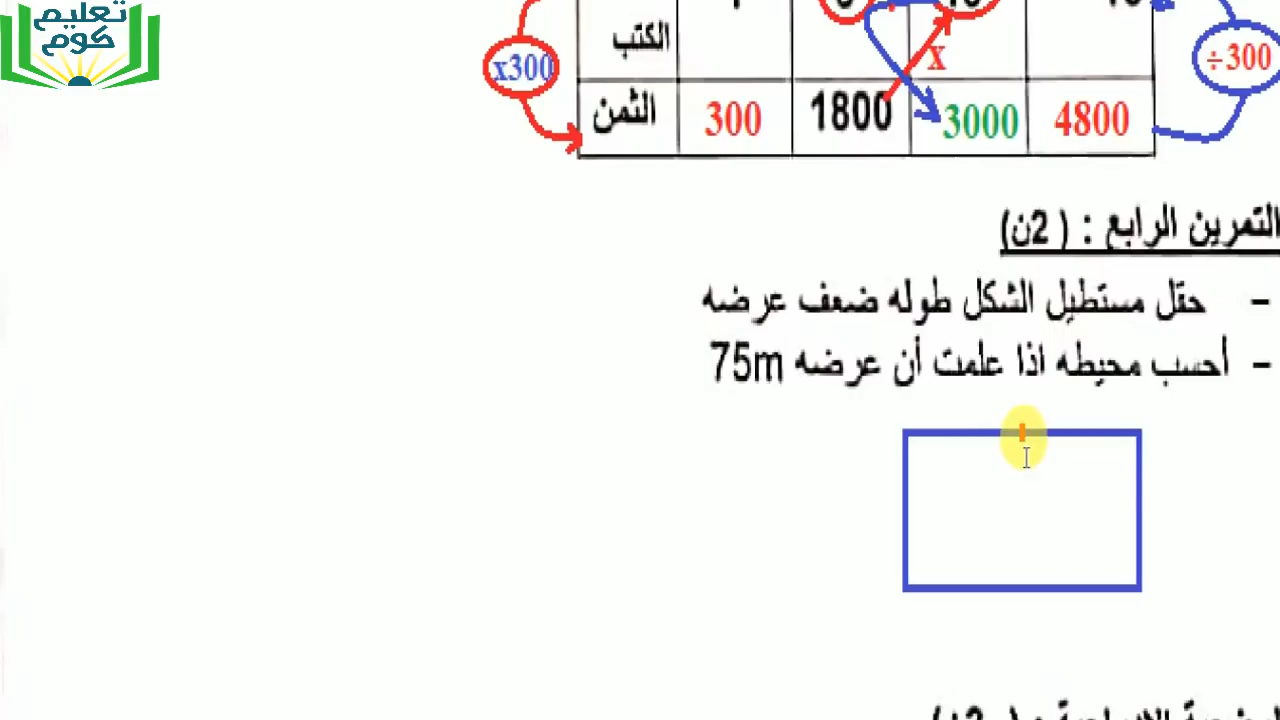 تعليم
كوم
الكتب
x300
x
÷300
الثمن 300 1800 3000 4800
التمرين الرابع : ( 2ن)
- حقل مستطيل الشكل طوله ضعف عرضه
- أحسب محيطه اذا علمت أن عرضه 75m